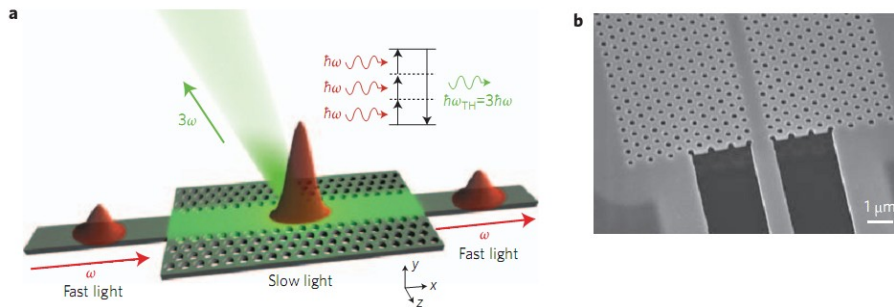 a
b
ħω
ħω
ħω
ħω_TH=3ħω
3ω
ω
Fast light
Slow light
ω
Fast light
y
x
z
1 μm